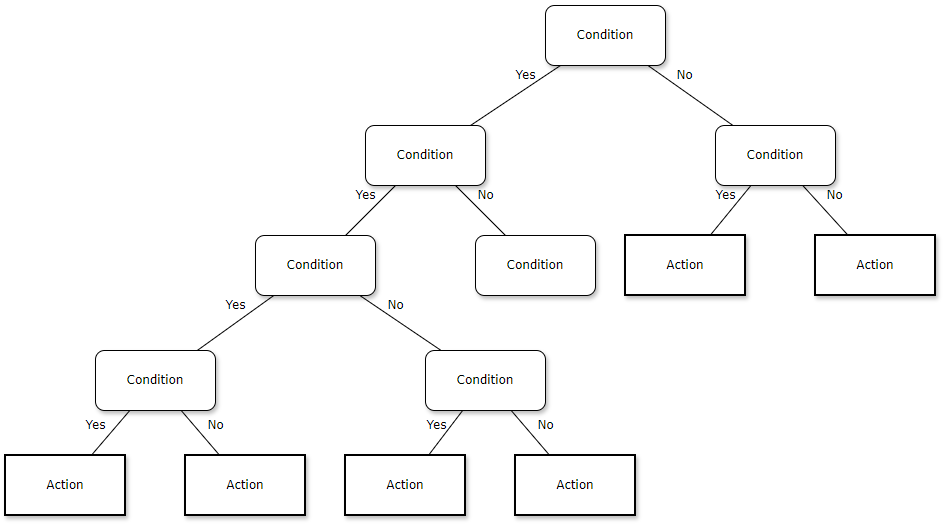 Condition
Yes
No
Condition
Condition
Yes
No
Yes
No
Condition
Condition
Action
Action
Yes
No
Condition
Condition
Yes
No
Yes
No
Action
Action
Action
Action